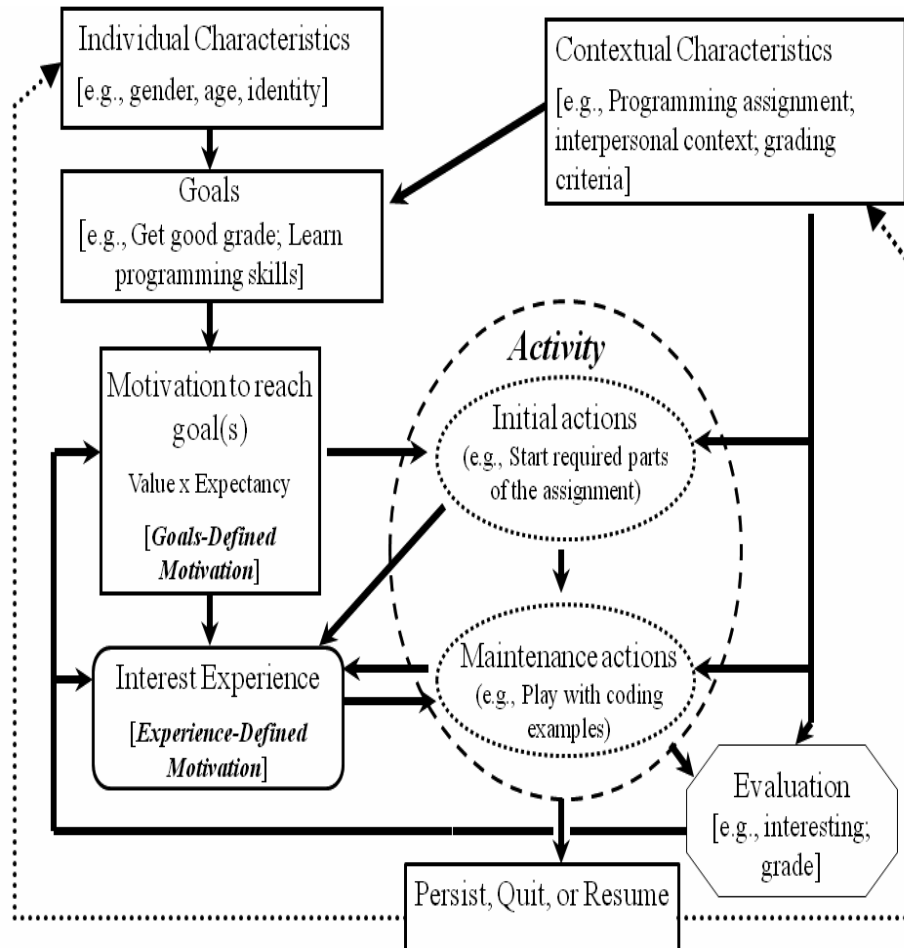 Individual Characteristics
[e.g., gender, age, identity]
Contextual Characteristics
[e.g., Programming assignment;
interpersonal context; grading
criteria]
Goals
[e.g., Get good grade; Learn
programming skills]
Motivation to reach
goal(s)
Value x Expectancy
[Goals-Defined
Motivation]
Activity
Initial actions
(e.g., Start required parts
of the assignment)
Interest Experience
[Experience-Defined
Motivation]
Maintenance actions
(e.g., Play with coding
examples)
Evaluation
[e.g., interesting;
grade]
Persist, Quit, or Resume